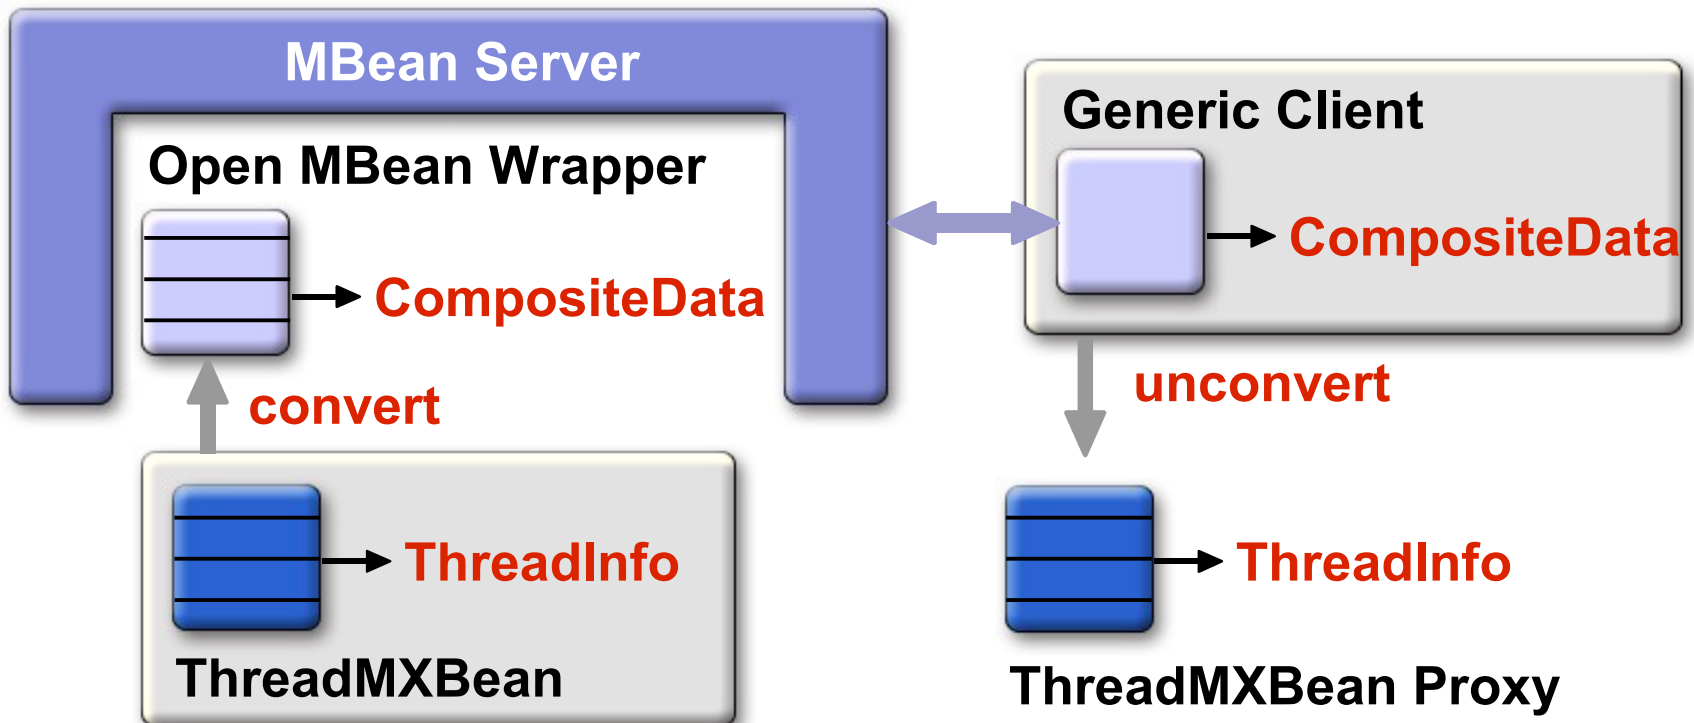 MBean Server
Open MBean Wrapper
CompositeData
convert
ThreadInfo
ThreadMXBean
Generic Client
CompositeData
unconvert
ThreadInfo
ThreadMXBean Proxy